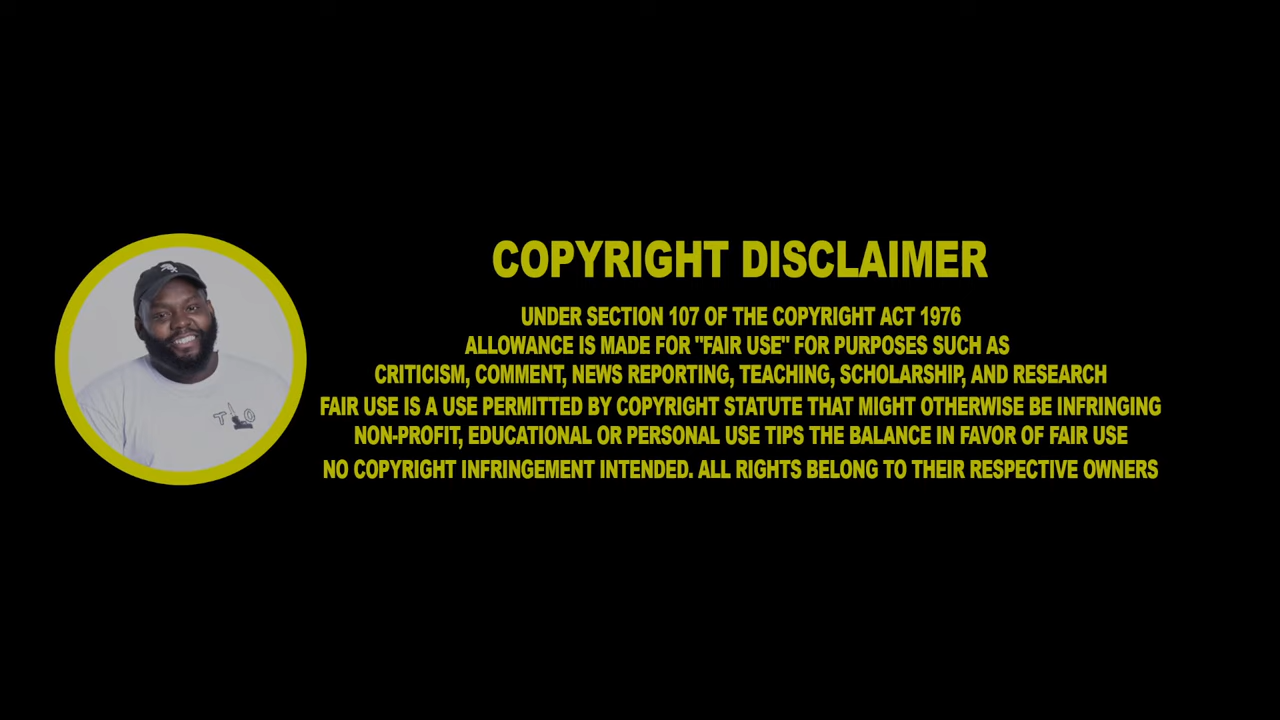 COPYRIGHT DISCLAIMER
UNDER SECTION 107 OF THE COPYRIGHT ACT 1976
ALLOWANCE IS MADE FOR "FAIR USE" FOR PURPOSES SUCH AS
CRITICISM, COMMENT, NEWS REPORTING, TEACHING, SCHOLARSHIP, AND RESEARCH
FAIR USE IS A USE PERMITTED BY COPYRIGHT STATUTE THAT MIGHT OTHERWISE BE INFRINGING
NON-PROFIT, EDUCATIONAL OR PERSONAL USE TIPS THE BALANCE IN FAVOR OF FAIR USE
NO COPYRIGHT INFRINGEMENT INTENDED. ALL RIGHTS BELONG TO THEIR RESPECTIVE OWNERS